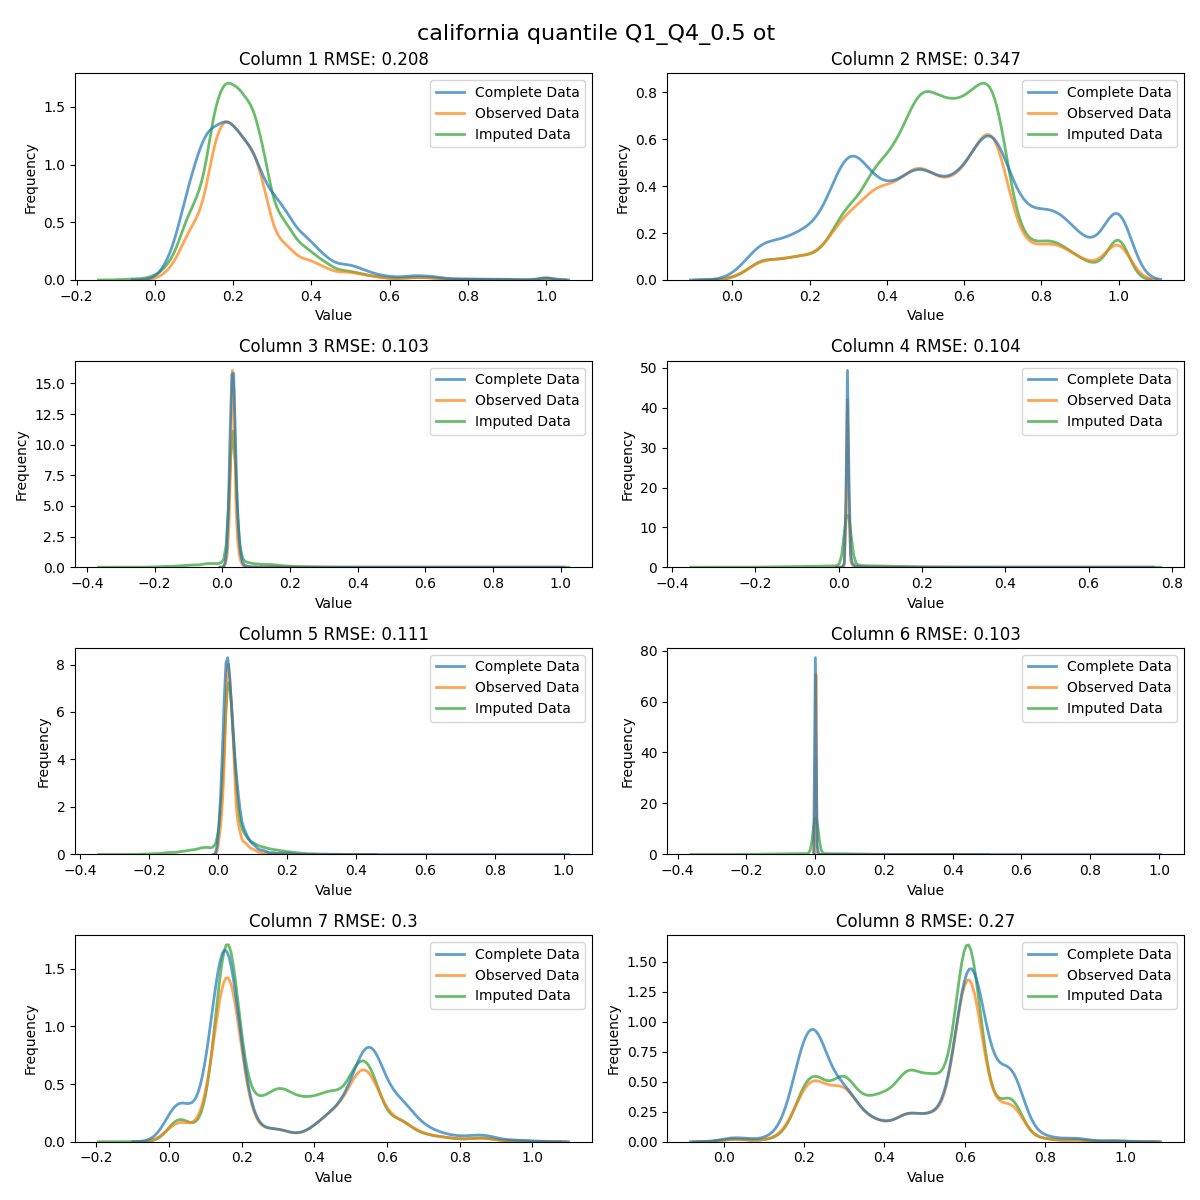 california quantile Q1_Q4_0.5 ot
Column 1 RMSE: 0.208
Complete Data
Observed Data
Imputed Data
Frequency
1.5
1.0
0.5
0.0
−0.2 0.0 0.2 0.4 0.6 0.8 1.0
Value
Column 2 RMSE: 0.347
Complete Data
Observed Data
Imputed Data
Frequency
0.8
0.6
0.4
0.2
0.0
0.0 0.2 0.4 0.6 0.8 1.0
Value
Column 3 RMSE: 0.103
Complete Data
Observed Data
Imputed Data
Frequency
15.0
12.5
10.0
7.5
5.0
2.5
0.0
−0.4 −0.2 0.0 0.2 0.4 0.6 0.8 1.0
Value
Column 4 RMSE: 0.104
Complete Data
Observed Data
Imputed Data
Frequency
50
40
30
20
10
0
−0.4 −0.2 0.0 0.2 0.4 0.6 0.8
Value
Column 5 RMSE: 0.111
Complete Data
Observed Data
Imputed Data
Frequency
8
6
4
2
0
−0.4 −0.2 0.0 0.2 0.4 0.6 0.8 1.0
Value
Column 6 RMSE: 0.103
Complete Data
Observed Data
Imputed Data
Frequency
80
60
40
20
0
−0.4 −0.2 0.0 0.2 0.4 0.6 0.8 1.0
Value
Column 7 RMSE: 0.3
Complete Data
Observed Data
Imputed Data
Frequency
1.5
1.0
0.5
0.0
−0.2 0.0 0.2 0.4 0.6 0.8 1.0
Value
Column 8 RMSE: 0.27
Complete Data
Observed Data
Imputed Data
Frequency
1.50
1.25
1.00
0.75
0.50
0.25
0.00
0.0 0.2 0.4 0.6 0.8 1.0
Value